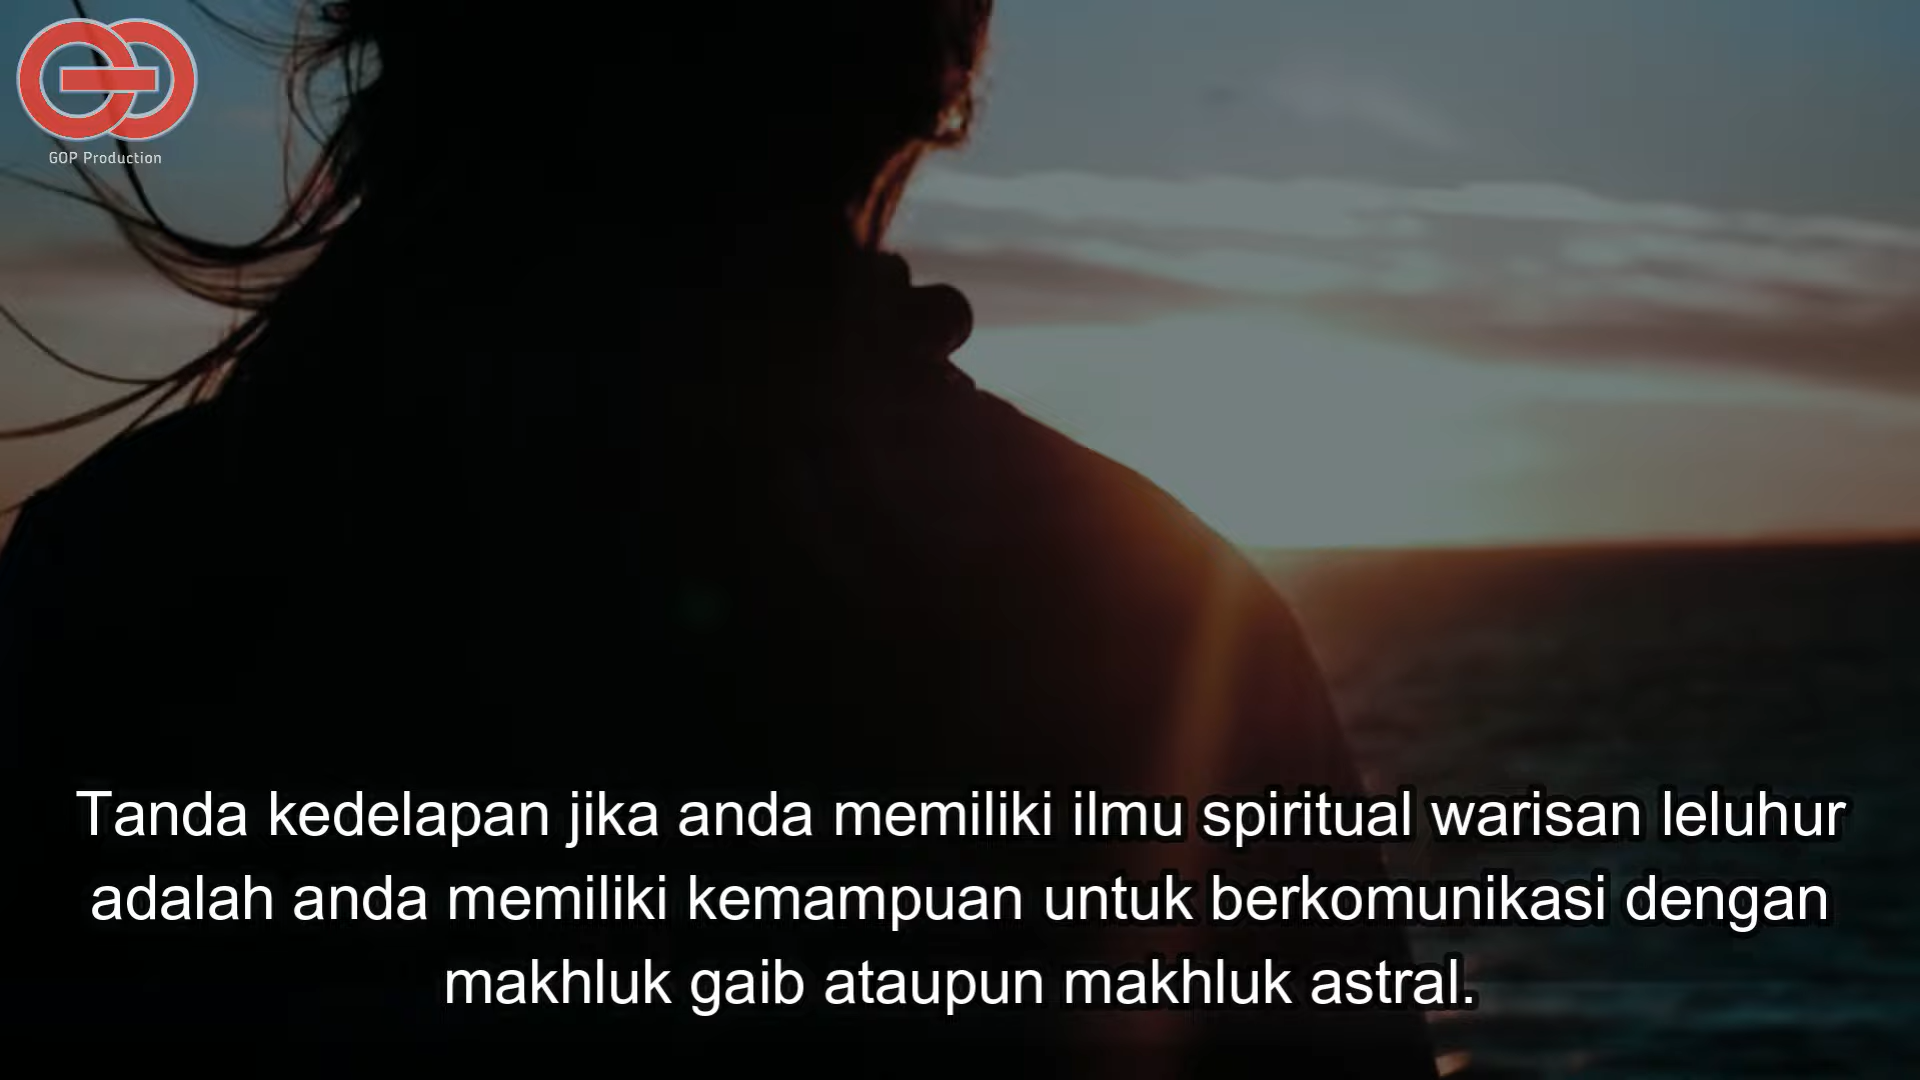 GOP Production
Tanda kedelapan jika anda memiliki ilmu spiritual warisan leluhur
adalah anda memiliki kemampuan untuk berkomunikasi dengan
makhluk gaib ataupun makhluk astral.